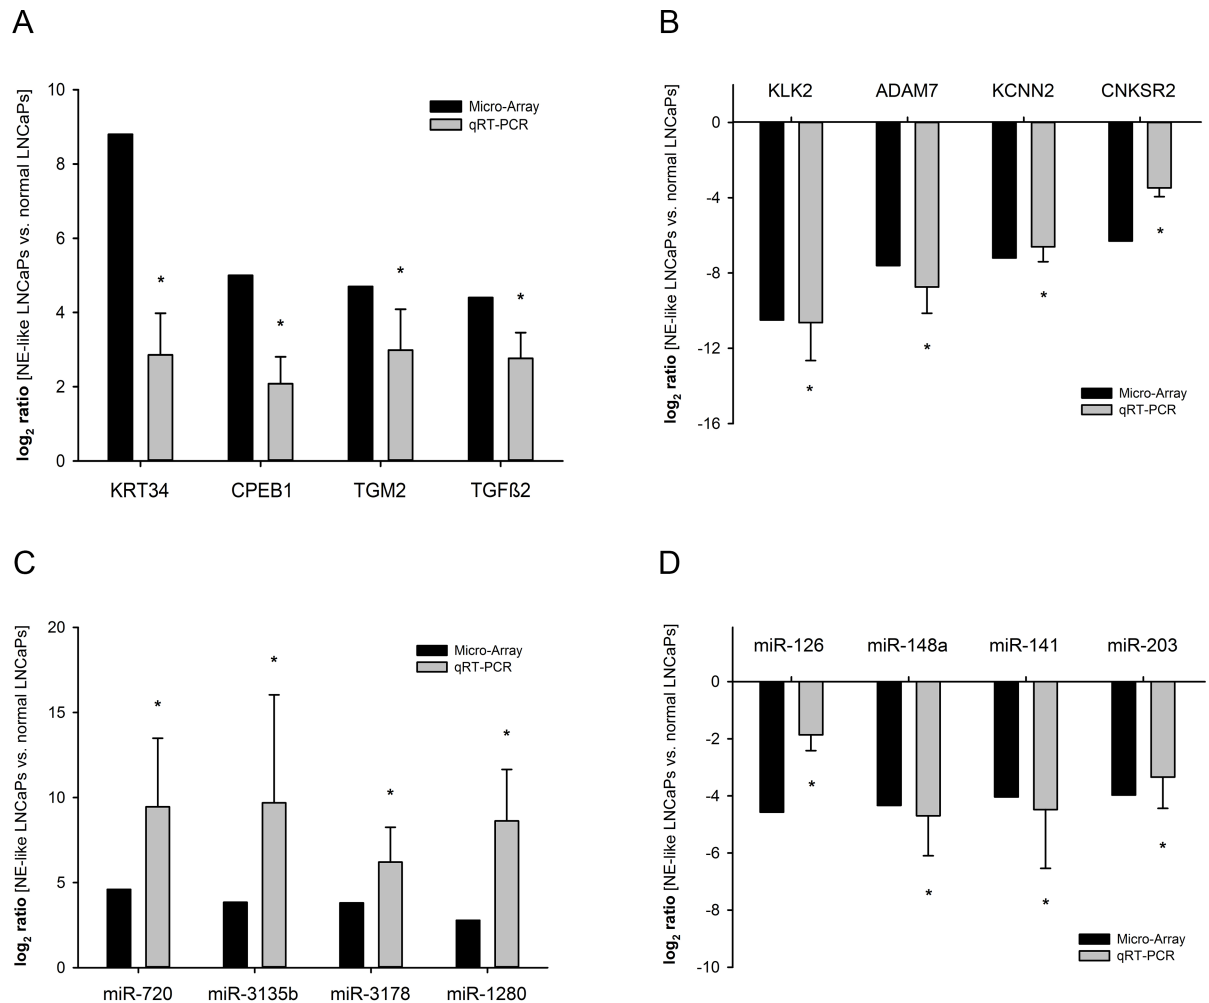 A
log2 ratio [NE-like LNCaPs vs. normal LNCaPs]
10
8
6
4
2
0
Micro-Array
qRT-PCR
*
*
*
*
KRT34 CPEB1 TGM2 TGFß2
B
log2 ratio [NE-like LNCaPs vs. normal LNCaPs]
KLK2 ADAM7 KCNN2 CNKSR2
0
-4
-8
-12
-16
*
*
*
*
Micro-Array
qRT-PCR
C
log2 ratio [NE-like LNCaPs vs. normal LNCaPs]
20
15
10
5
0
Micro-Array
qRT-PCR
*
*
*
*
miR-720 miR-3135b miR-3178 miR-1280
D
log2 ratio [NE-like LNCaPs vs. normal LNCaPs]
miR-126 miR-148a miR-141 miR-203
0
-2
-4
-6
-8
-10
*
*
*
*
Micro-Array
qRT-PCR